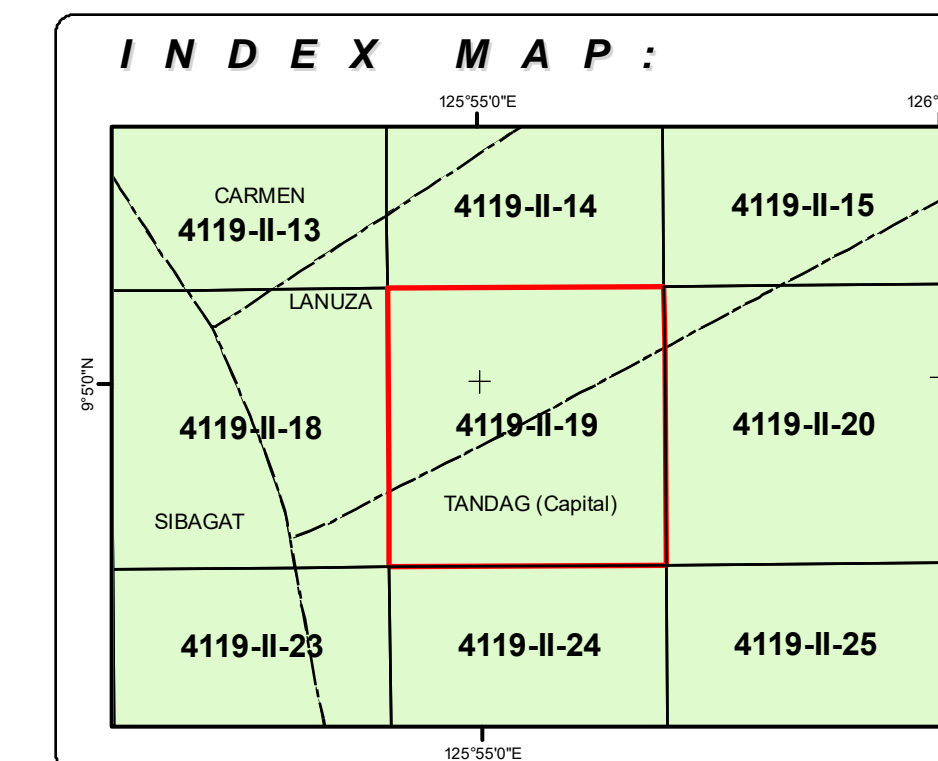 INDEX MAP:
125°55'0"E
126°
CARMEN
4119-II-13
4119-II-14
4119-II-15
LANUZA
9°5'0"N
4119-II-18
4119-II-19
4119-II-20
SIBAGAT
TANDAG (Capital)
4119-II-23
4119-II-24
4119-II-25
125°55'0"E